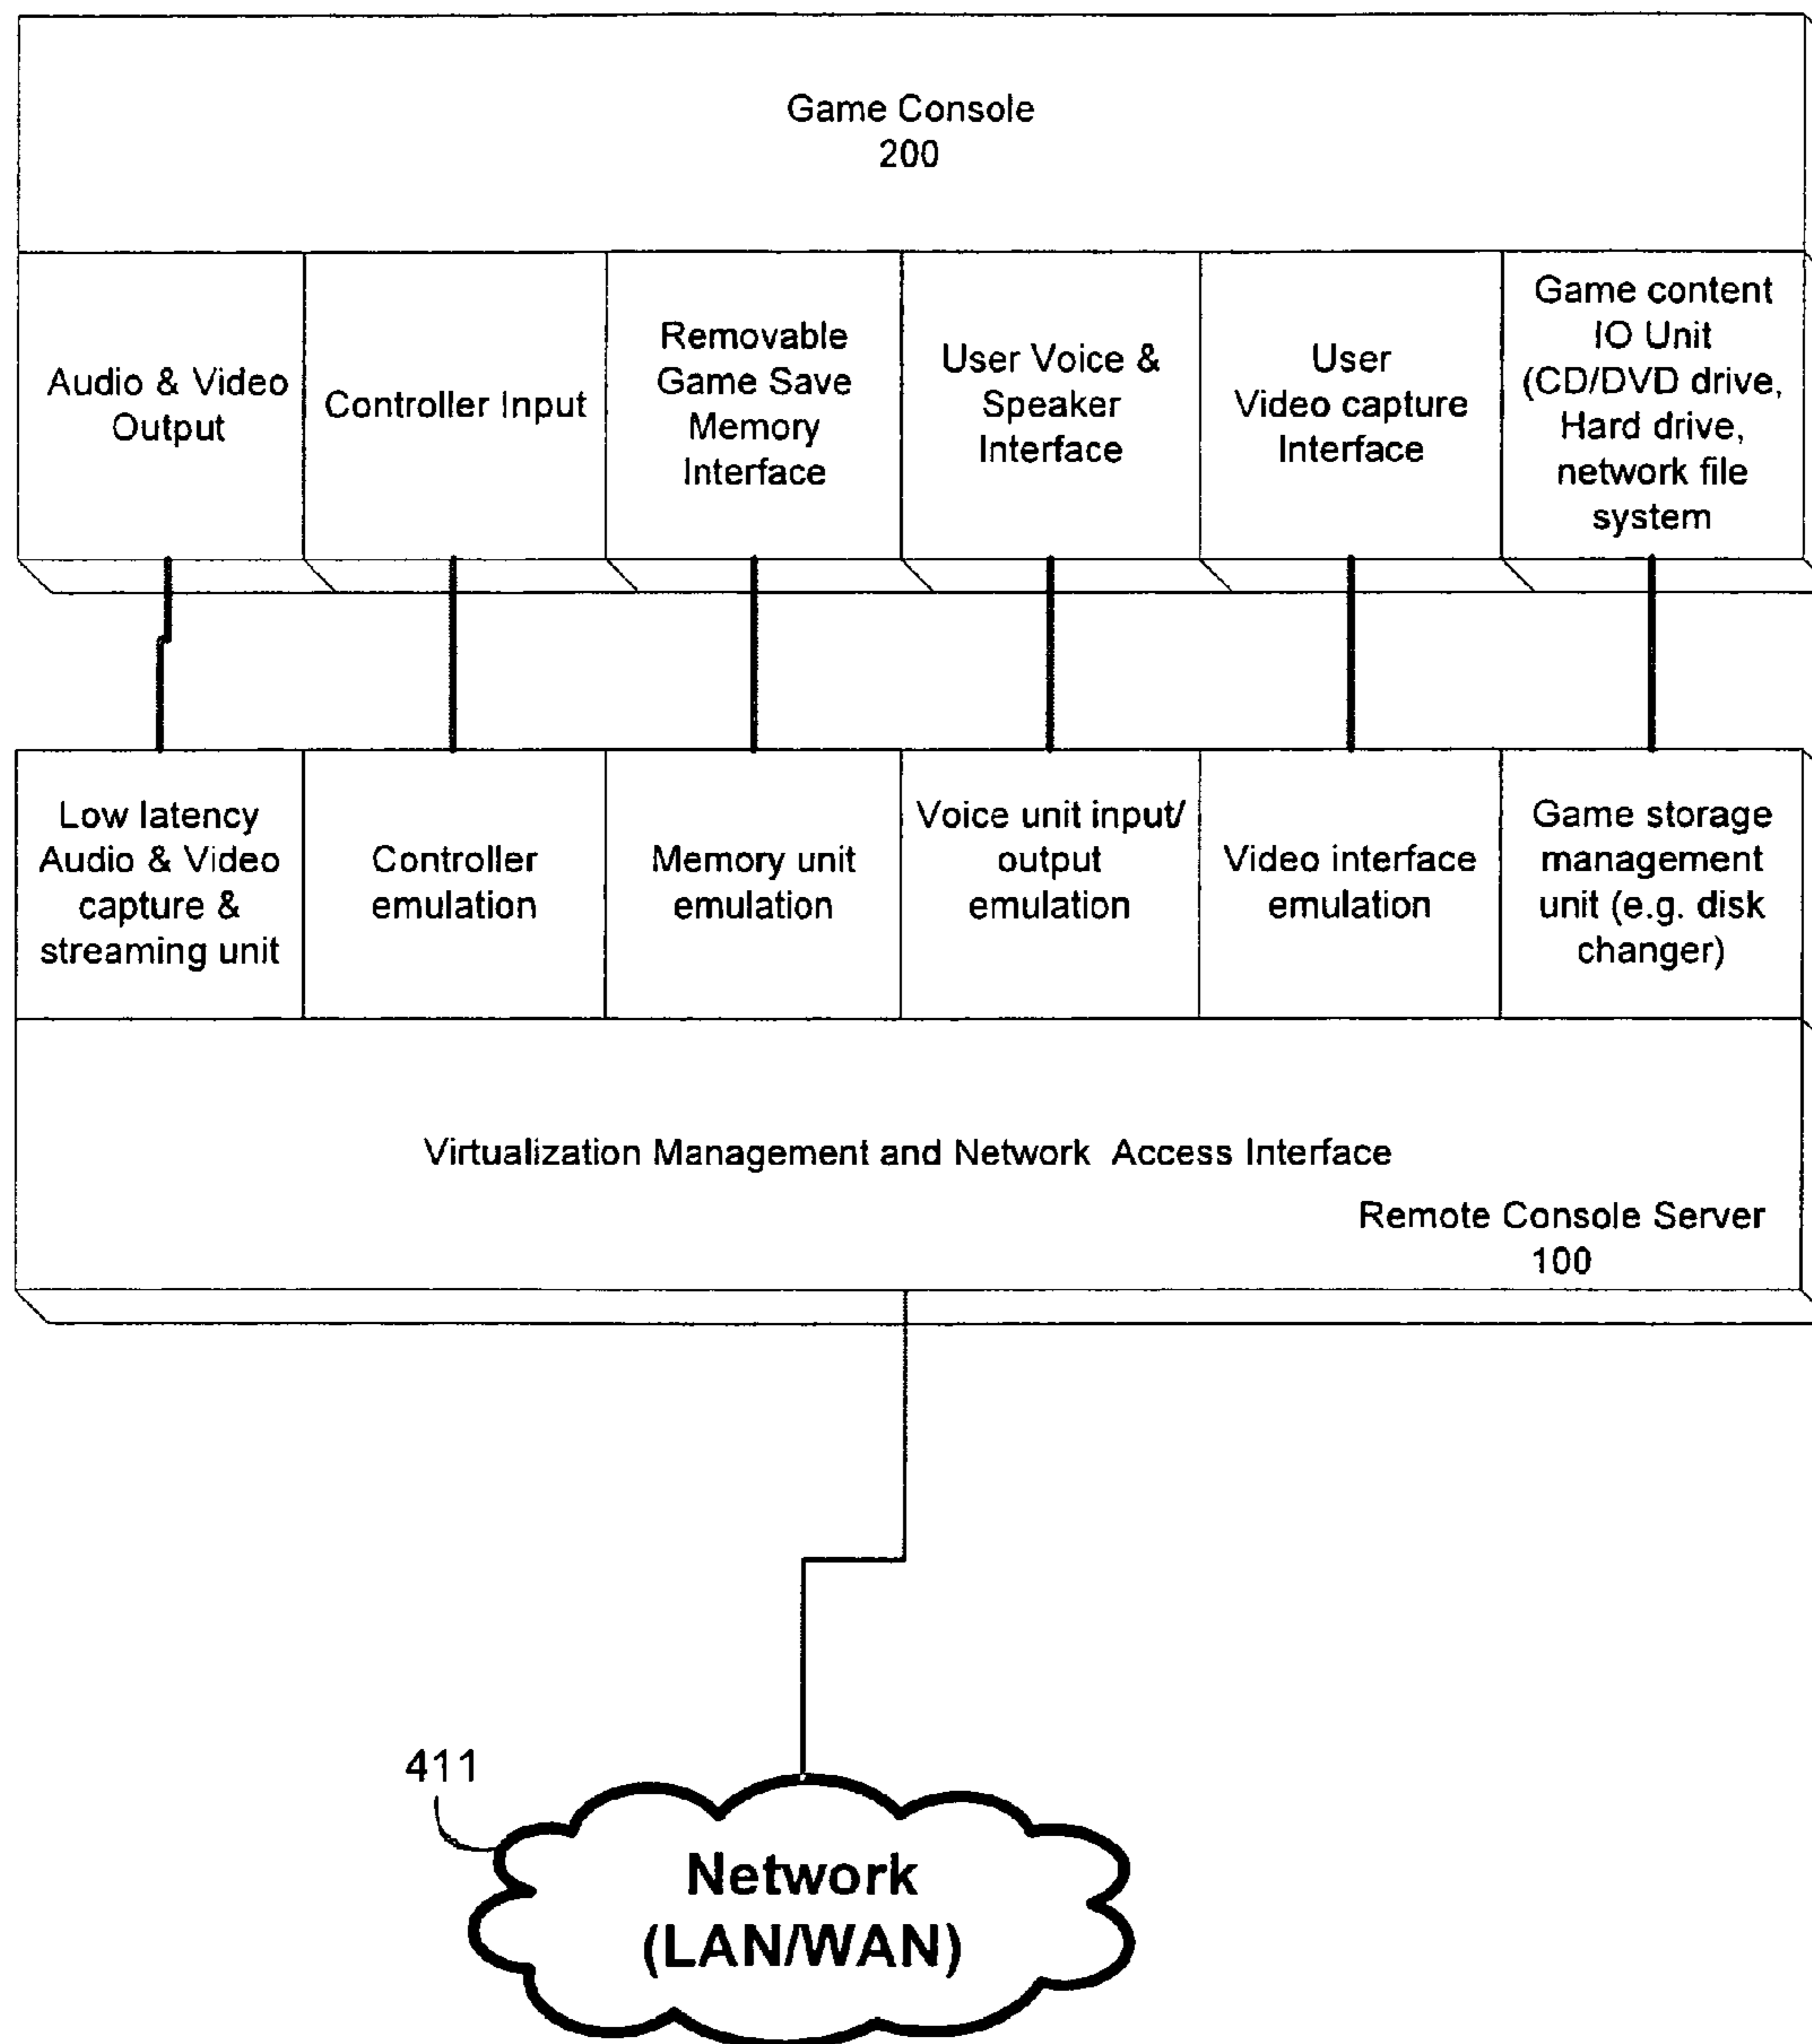 Game Console
200
Audio & Video
Output
Controller Input
Removable
Game Save
Memory
Interface
User Voice &
Speaker
Interface
User
Video capture
Interface
Game content
IO Unit
(CD/DVD drive,
Hard drive,
network file
system
Low latency
Audio & Video
capture &
streaming unit
Controller
emulation
Memory unit
emulation
Voice unit input/
output
emulation
Video interface
emulation
Game storage
management
unit (e.g. disk
changer)
Virtualization Management and Network Access Interface
Remote Console Server
100
411
Network
(LAN/WAN)